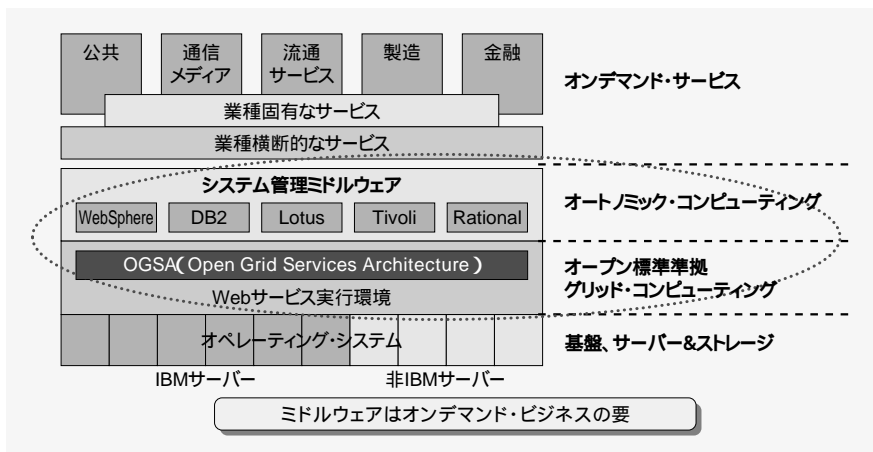 公共
通信
メディア
流通
サービス
製造
金融
オンデマンド・サービス
業種固有なサービス
業種横断的なサービス
システム管理ミドルウェア
オートノミック・コンピューティング
WebSphere
DB2
Lotus
Tivoli
Rational
OGSA(Open Grid Services Architecture)
オープン標準準拠
グリッド・コンピューティング
Webサービス実行環境
オペレーティング・システム
基盤、サーバー&ストレージ
IBMサーバー
非IBMサーバー
ミドルウェアはオンデマンド・ビジネスの要